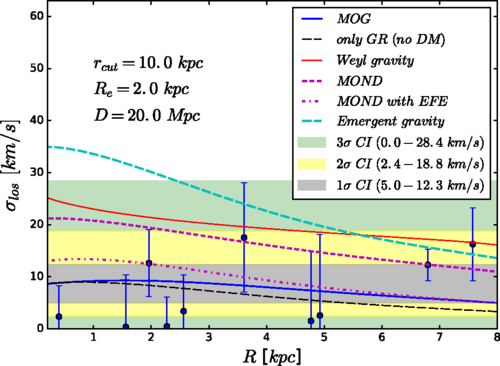 60
50
40
30
20
10
0
σ_los [km/s]
r_cut = 10.0 kpc
R_e = 2.0 kpc
D = 20.0 Mpc
MOG
only GR (no DM)
Weyl gravity
MOND
MOND with EFE
Emergent gravity
3σ CI (0.0−28.4 km/s)
2σ CI (2.4−18.8 km/s)
1σ CI (5.0−12.3 km/s)
1 2 3 4 5 6 7 8
R [kpc]